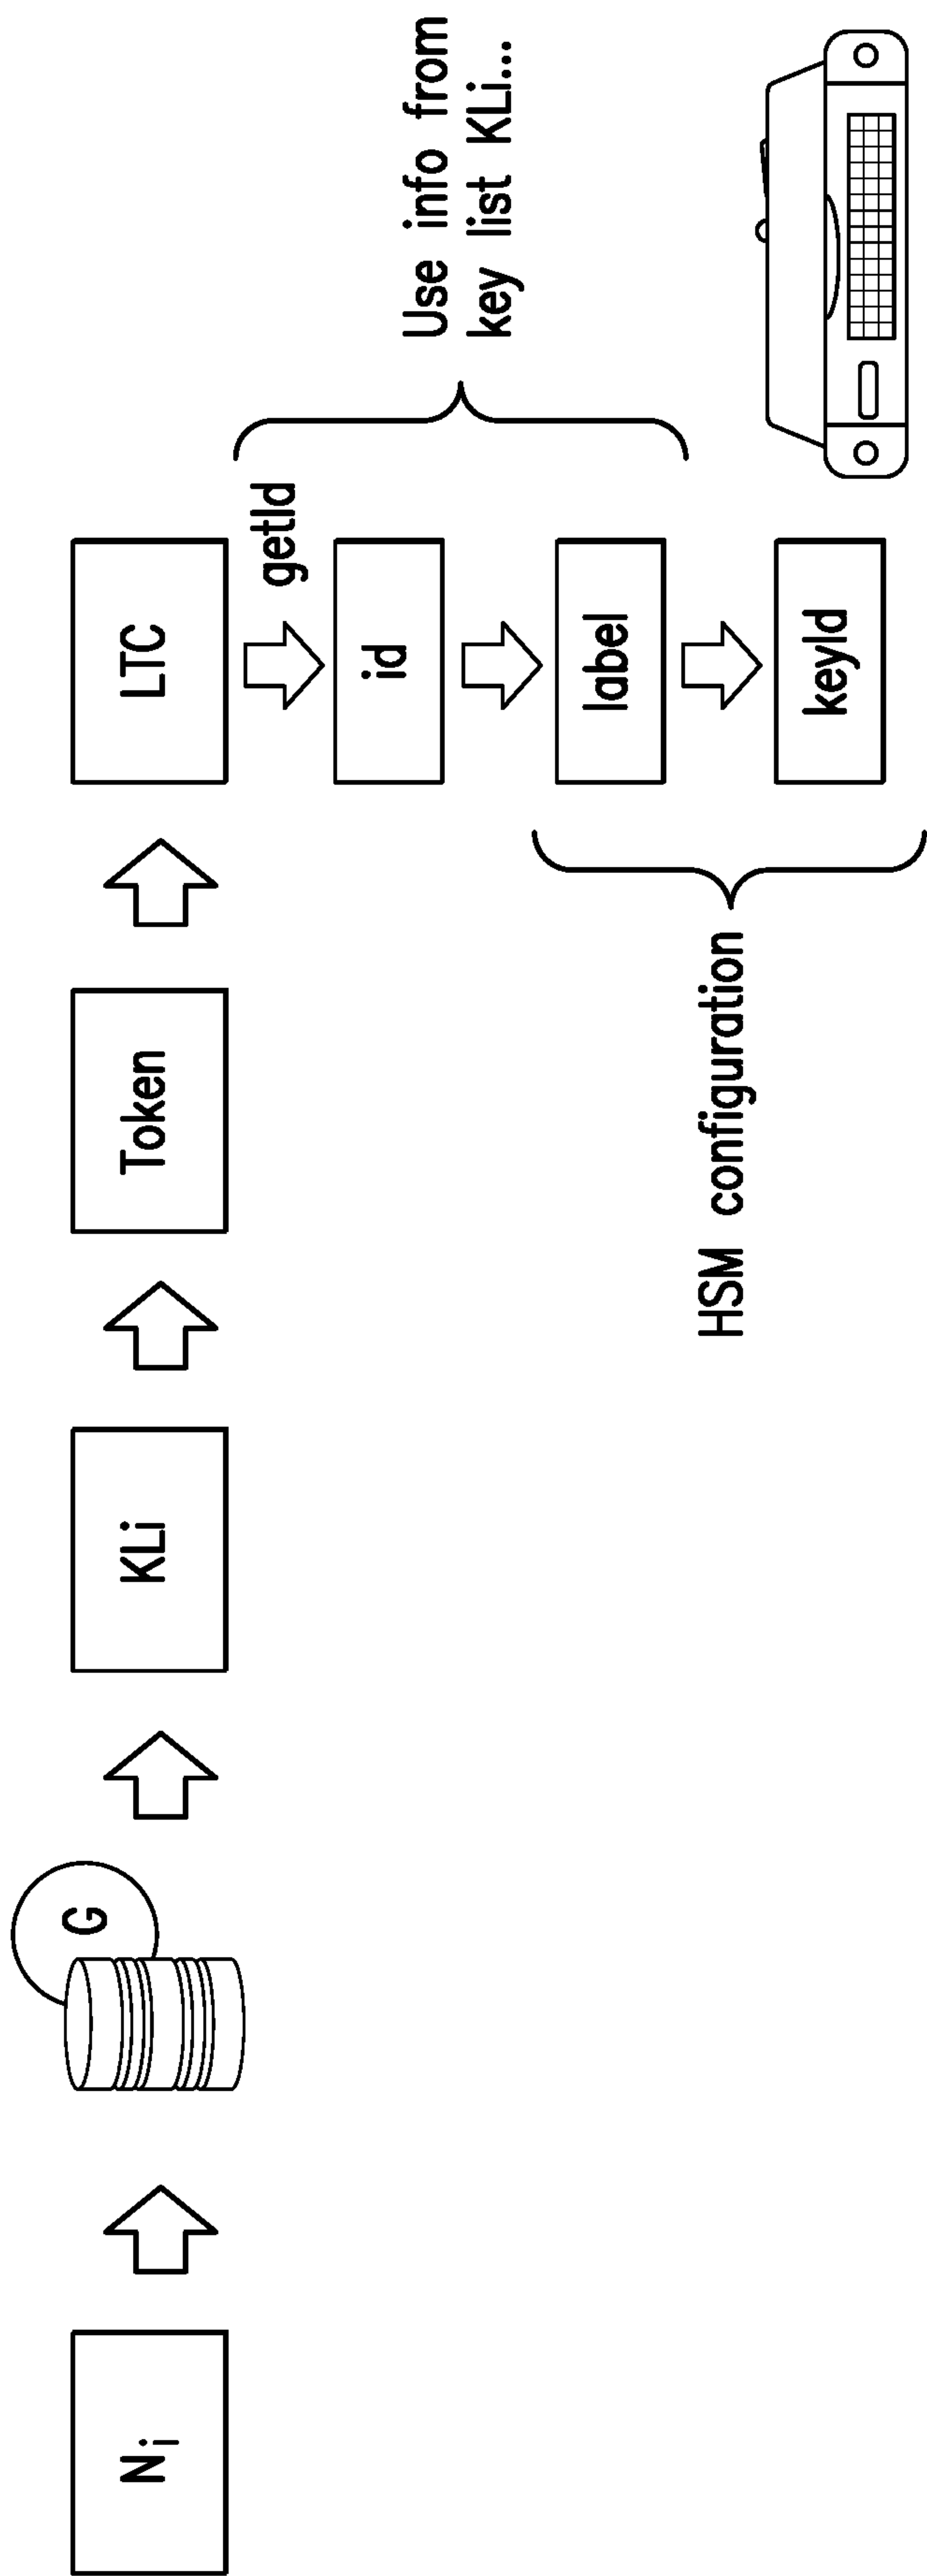 Nᵢ
G
KLi
Token
LTC
getId
id
Use info from
key list KLi...
label
HSM configuration
keyId